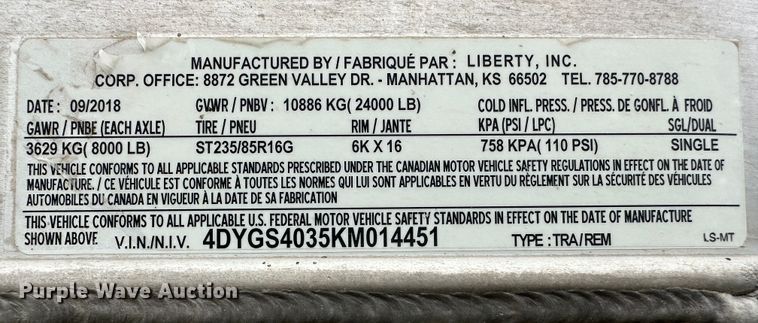 MANUFACTURED BY / FABRIQUÉ PAR : LIBERTY, INC.
CORP. OFFICE: 8872 GREEN VALLEY DR. - MANHATTAN, KS 66502 TEL. 785-770-8788
DATE: 09/2018 GVWR / PNBV: 10886 KG( 24000 LB) COLD INFL. PRESS. / PRESS. DE GONFL. À FROID
GAWR / PNBE (EACH AXLE) TIRE / PNEU RIM / JANTE KPA (PSI / LPC) SGL/DUAL
3629 KG( 8000 LB) ST235/85R16G 6K X 16 758 KPA( 110 PSI) SINGLE
THIS VEHICLE CONFORMS TO ALL APPLICABLE STANDARDS PRESCRIBED UNDER THE CANADIAN MOTOR VEHICLE SAFETY REGULATIONS IN EFFECT ON THE DATE OF
MANUFACTURE. / CE VÉHICULE EST CONFORME À TOUTES LES NORMES QUI LUI SONT APPLICABLES EN VERTU DU RÈGLEMENT SUR LA SÉCURITÉ DES VÉHICULES
AUTOMOBILES DU CANADA EN VIGUEUR À LA DATE DE SA FABRICATION
THIS VEHICLE CONFORMS TO ALL APPLICABLE U.S. FEDERAL MOTOR VEHICLE SAFETY STANDARDS IN EFFECT ON THE DATE OF MANUFACTURE
SHOWN ABOVE. V.I.N./N.I.V. 4DYGS4035KM014451 TYPE: TRA/REM LS-MT
Purple Wave Auction